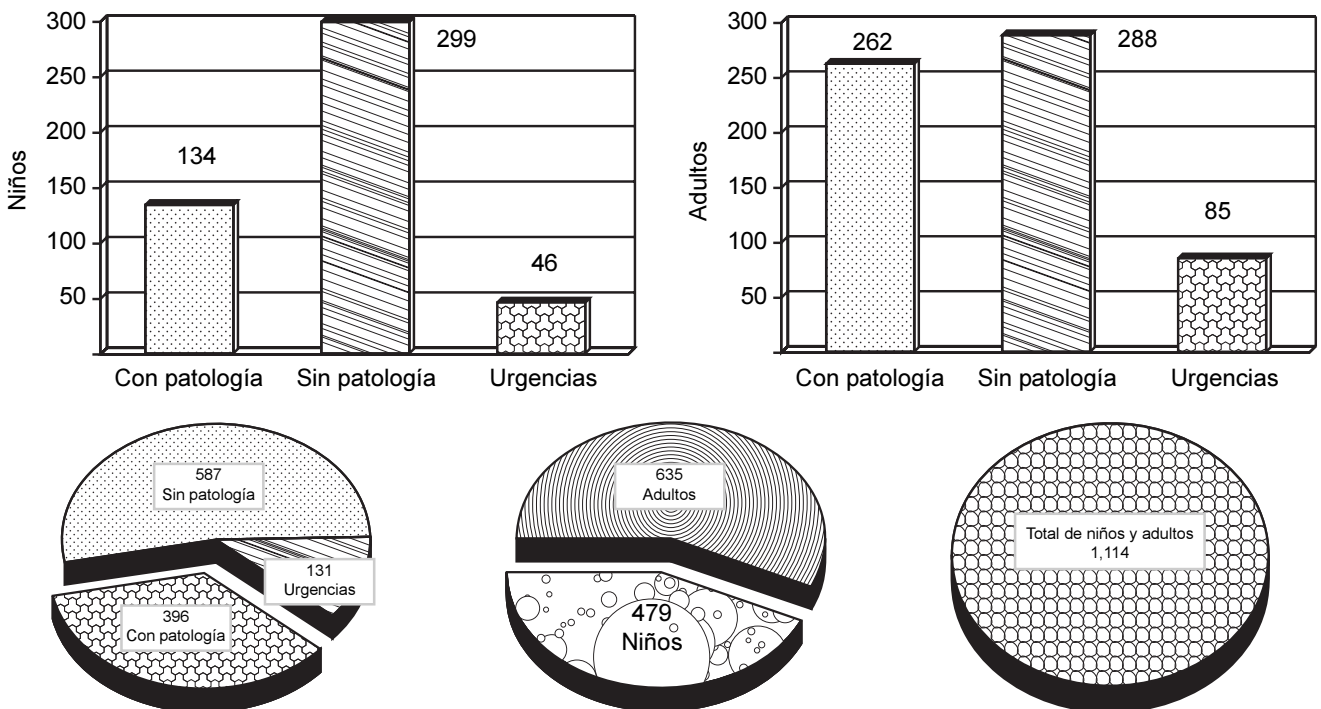 Niños
300
250
200
150
100
50
134
299
46
Con patología
Sin patología
Urgencias
Adultos
300
250
200
150
100
50
262
288
85
Con patología
Sin patología
Urgencias
587
Sin patología
131
Urgencias
396
Con patología
635
Adultos
479
Niños
Total de niños y adultos
1,114